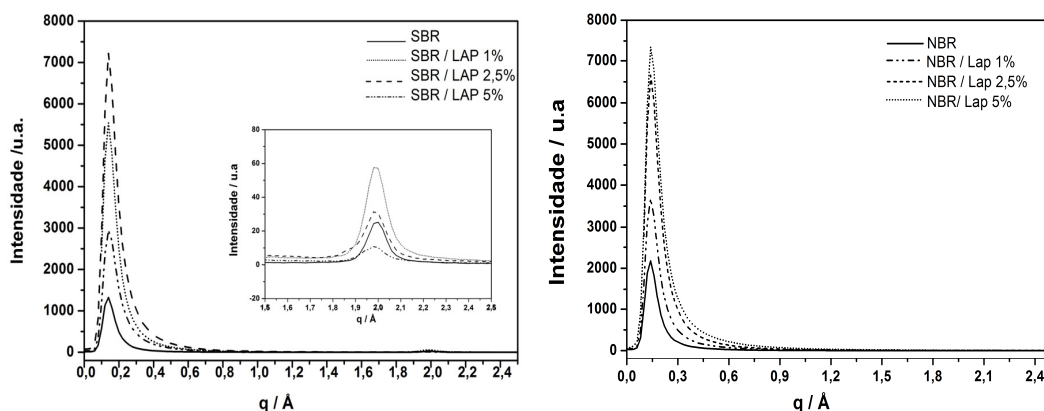 8000
7000
6000
5000
4000
3000
2000
1000
0
Intensidade /u.a.
0,0 0,2 0,4 0,6 0,8 1,0 1,2 1,4 1,6 1,8 2,0 2,2 2,4
q / Å
SBR
SBR / LAP 1%
SBR / LAP 2,5%
SBR / LAP 5%
80
60
40
20
0
-20
Intensidade / u.a
1,5 1,6 1,7 1,8 1,9 2,0 2,1 2,2 2,3 2,4 2,5
q / Å
8000
7000
6000
5000
4000
3000
2000
1000
0
Intensidade / u.a
0,0 0,3 0,6 0,9 1,2 1,5 1,8 2,1 2,4
q / Å
NBR
NBR / Lap 1%
NBR / Lap 2,5%
NBR/ Lap 5%